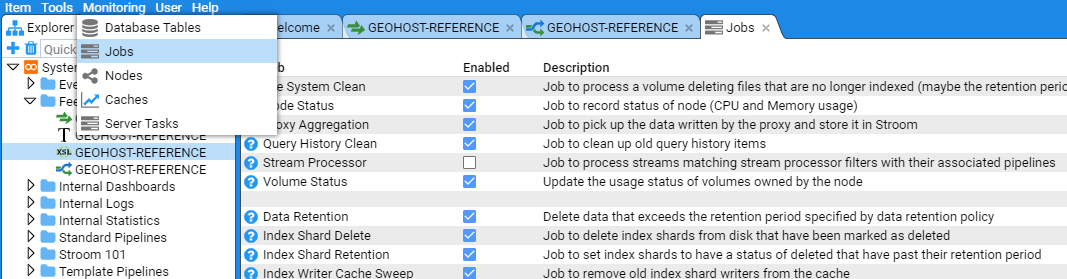 Item Tools Monitoring User Help
Explorer
Database Tables
elcome
GEOHOST-REFERENCE
GEOHOST-REFERENCE
Jobs
Quick
Jobs
Enabled
Description
Syste
Nodes
e System Clean
Job to process a volume deleting files that are no longer indexed (maybe the retention perio
Eve
Caches
ode Status
Job to record status of node (CPU and Memory usage)
Fee
Server Tasks
oxy Aggregation
Job to pick up the data written by the proxy and store it in Stroom
T GEOHOST-REFERENCE
Query History Clean
Job to clean up old query history items
XSL GEOHOST-REFERENCE
Stream Processor
Job to process streams matching stream processor filters with their associated pipelines
GEOHOST-REFERENCE
Volume Status
Update the usage status of volumes owned by the node
Internal Dashboards
Internal Logs
Internal Statistics
Standard Pipelines
Stroom 101
Template Pipelines
Data Retention
Delete data that exceeds the retention period specified by data retention policy
Index Shard Delete
Job to delete index shards from disk that have been marked as deleted
Index Shard Retention
Job to set index shards to have a status of deleted that have past their retention period
Index Writer Cache Sweep
Job to remove old index shard writers from the cache